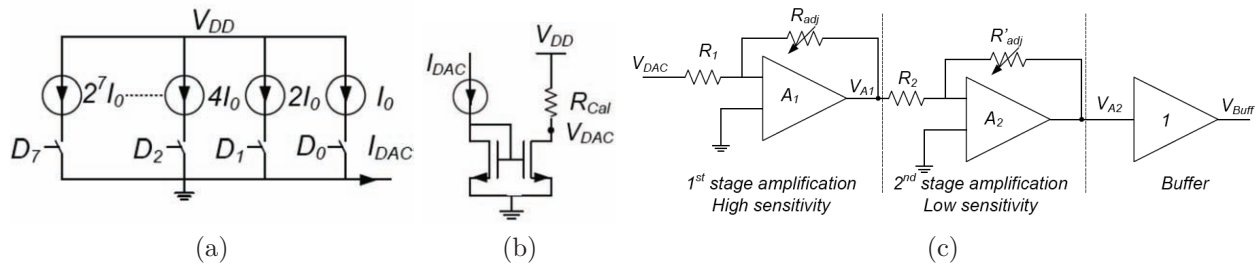 V_DD
2^7I_0
4I_0
2I_0
I_0
D_7
D_2
D_1
D_0
I_DAC
(a)
I_DAC
V_DD
R_Cal
V_DAC
(b)
V_DAC
R_1
R_adj
A_1
V_A1
R_2
R'_adj
A_2
V_A2
1
V_Buff
1^st stage amplification
High sensitivity
2^nd stage amplification
Low sensitivity
Buffer
(c)